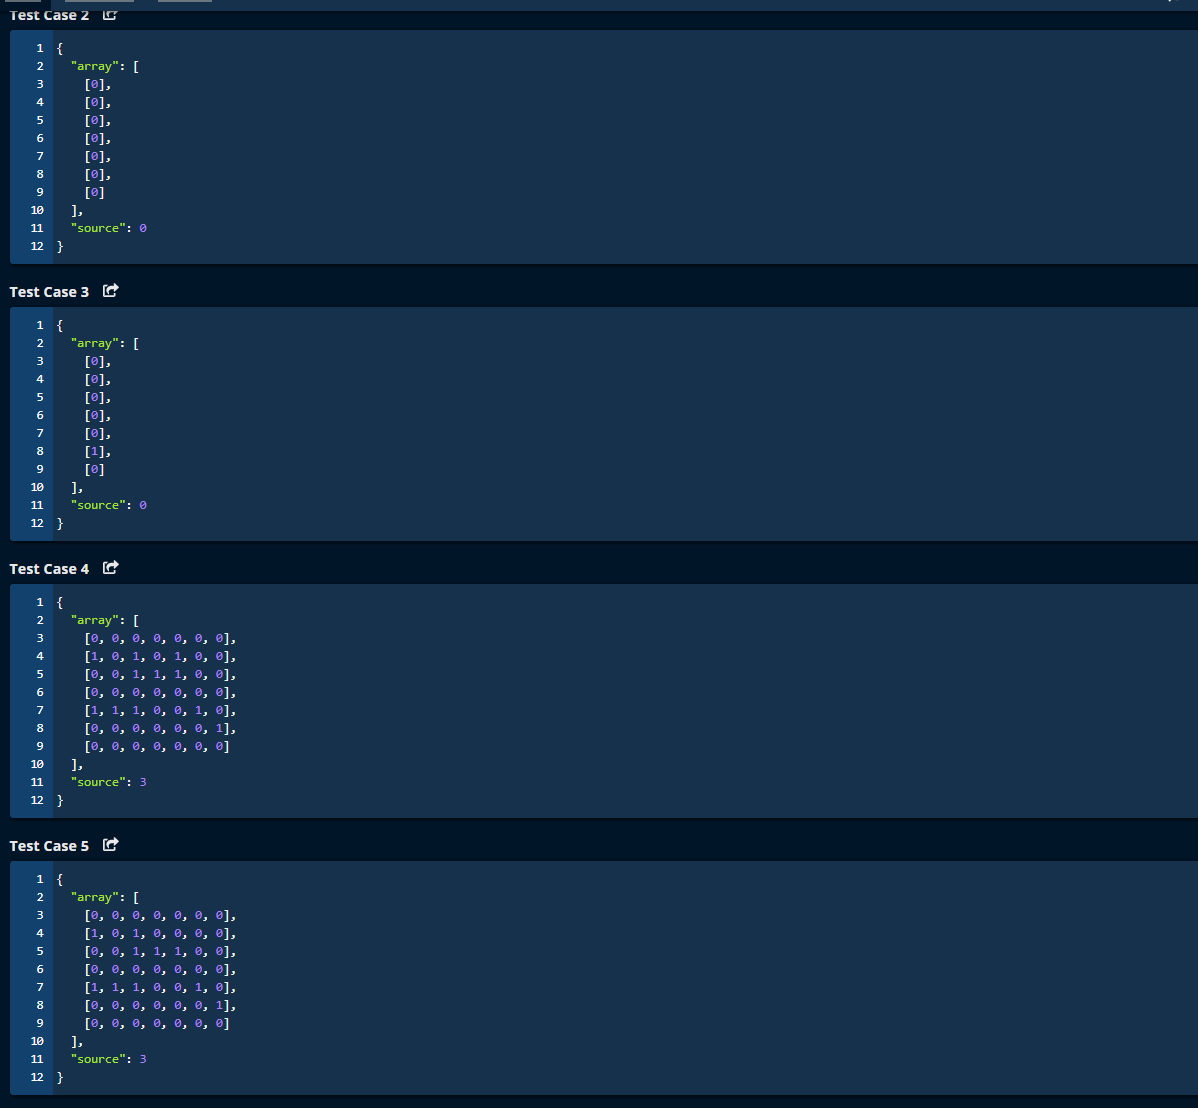 Test Case 2
1 {
2   "array": [
3     [0],
4     [0],
5     [0],
6     [0],
7     [0],
8     [0],
9     [0]
10   ],
11   "source": 0
12 }
Test Case 3
1 {
2   "array": [
3     [0],
4     [0],
5     [0],
6     [0],
7     [0],
8     [1],
9     [0]
10   ],
11   "source": 0
12 }
Test Case 4
1 {
2   "array": [
3     [0, 0, 0, 0, 0, 0, 0],
4     [1, 0, 1, 0, 1, 0, 0],
5     [0, 0, 1, 1, 1, 0, 0],
6     [0, 0, 0, 0, 0, 0, 0],
7     [1, 1, 1, 0, 0, 1, 0],
8     [0, 0, 0, 0, 0, 0, 1],
9     [0, 0, 0, 0, 0, 0, 0]
10   ],
11   "source": 3
12 }
Test Case 5
1 {
2   "array": [
3     [0, 0, 0, 0, 0, 0, 0],
4     [1, 0, 1, 0, 0, 0, 0],
5     [0, 0, 1, 1, 1, 0, 0],
6     [0, 0, 0, 0, 0, 0, 0],
7     [1, 1, 1, 0, 0, 1, 0],
8     [0, 0, 0, 0, 0, 0, 1],
9     [0, 0, 0, 0, 0, 0, 0]
10   ],
11   "source": 3
12 }